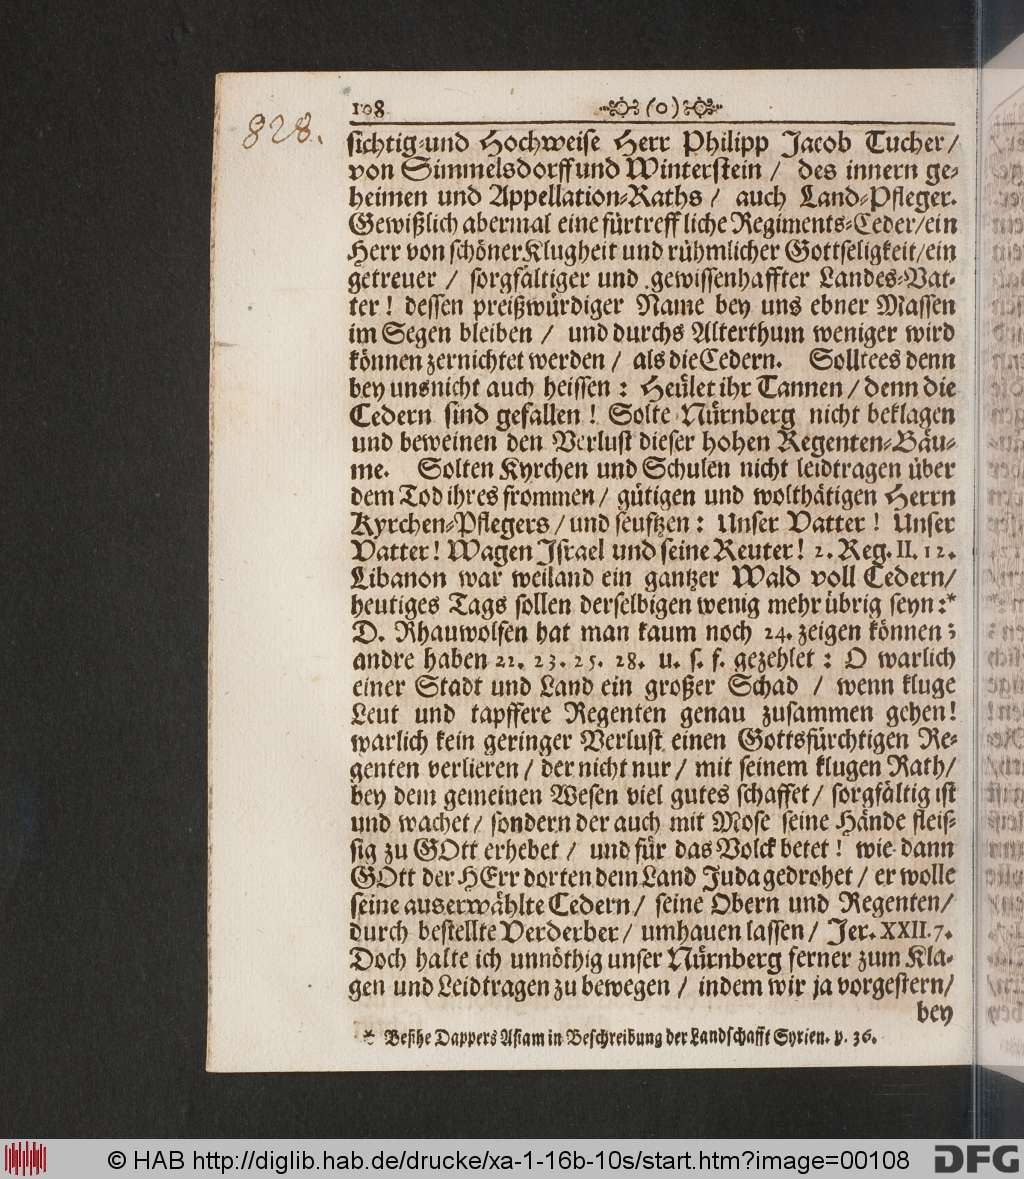 828.
108 (0)
sichtig-und Hochweise Herr Philipp Jacob Tucher/
von Simmelsdorff und Winterstein / des innern ge-
heimen und Appellation-Raths / auch Land-Pfleger.
Gewißlich abermal eine fürtreffliche Regiments-Ceder/ein
Herr von schöner Klugheit und rühmlicher Gottseligkeit/ein
getreuer / sorgfältiger und gewissenhaffter Landes-Vat-
ter! dessen preißwürdiger Name bey uns ebner Massen
im Segen bleiben / und durchs Alterthum weniger wird
können zernichtet werden / als die Cedern. Sollte es denn
bey uns nicht auch heissen: Heület ihr Tannen / denn die
Cedern sind gefallen! Solte Nürnberg nicht beklagen
und beweinen den Verlust dieser hohen Regenten-Bäu-
me. Solten Kyrchen und Schulen nicht leidtragen über
dem Tod ihres frommen / gütigen und wolthätigen Herrn
Kyrchen-Pflegers / und seufftzen: Unser Vatter! Unser
Vatter! Wagen Israel und seine Reuter! 2. Reg. II. 12.
Libanon war weiland ein gantzer Wald voll Cedern/
heutiges Tags sollen derselbigen wenig mehr übrig seyn:*
D. Rhauwolfen hat man kaum noch 24. zeigen können;
andre haben 21. 23. 25. 28. u. s. f. gezehlet: O warlich
einer Stadt und Land ein großer Schad / wenn kluge
Leut und tapffere Regenten genau zusammen gehen!
warlich kein geringer Verlust einen Gottsfürchtigen Re-
genten verlieren / der nicht nur / mit seinem klugen Rath/
bey dem gemeinen Wesen viel gutes schaffet / sorgfältig ist
und wachet / sondern der auch mit Mose seine Hände fleis-
sig zu GOtt erhebet / und für das Volck betet! wie dann
GOtt der HErr dorten dem Land Juda gedrohet / er wolle
seine auserwählte Cedern / seine Obern und Regenten/
durch bestellte Verderber / umhauen lassen / Jer. XXII. 7.
Doch halte ich unnöthig unser Nürnberg ferner zum Kla-
gen und Leidtragen zu bewegen / indem wir ja vorgestern/
bey
* Besihe Dappers Asiam in Beschreibung der Landschafft Syrien. p. 36.
© HAB http://diglib.hab.de/drucke/xa-1-16b-10s/start.htm?image=00108
DFG